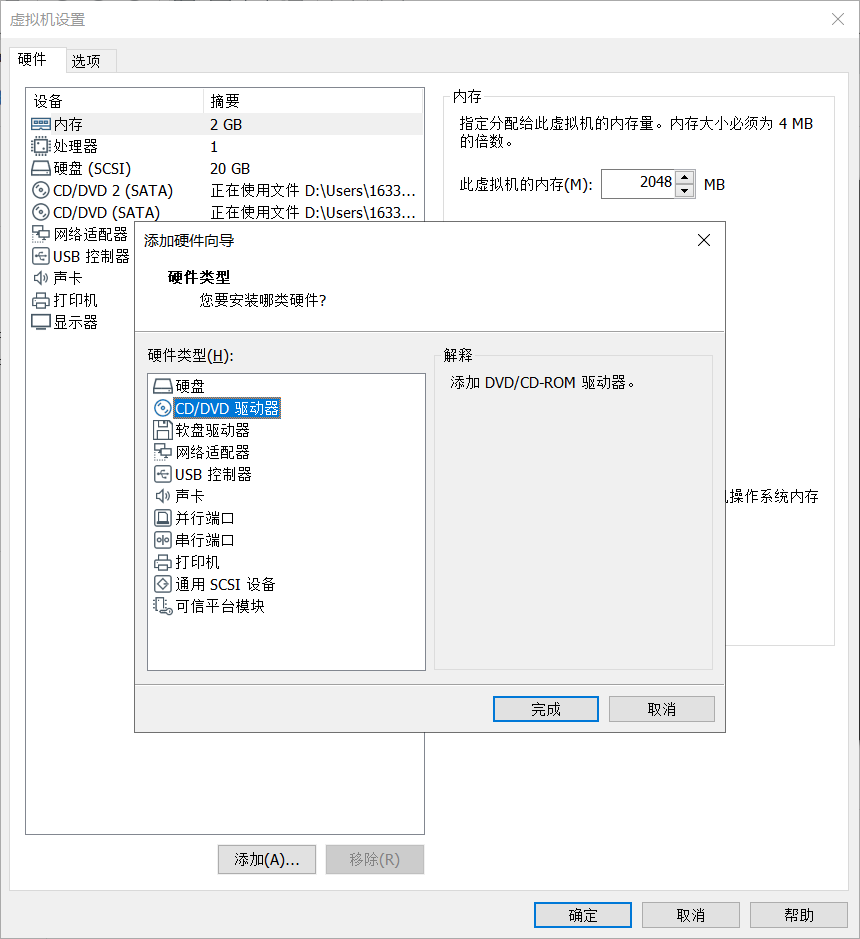 虚拟机设置
硬件 选项
设备 摘要
内存 2 GB
处理器 1
硬盘 (SCSI) 20 GB
CD/DVD 2 (SATA) 正在使用文件 D:\Users\1633...
CD/DVD (SATA) 正在使用文件 D:\Users\1633...
网络适配器
USB 控制器
声卡
打印机
显示器
内存
指定分配给此虚拟机的内存量。内存大小必须为 4 MB
的倍数。
此虚拟机的内存(M): 2048 MB
操作系统内存
添加硬件向导
硬件类型
您要安装哪类硬件?
硬件类型(H):
硬盘
CD/DVD 驱动器
软盘驱动器
网络适配器
USB 控制器
声卡
并行端口
串行端口
打印机
通用 SCSI 设备
可信平台模块
解释
添加 DVD/CD-ROM 驱动器。
完成 取消
添加(A)... 移除(R)
确定 取消 帮助